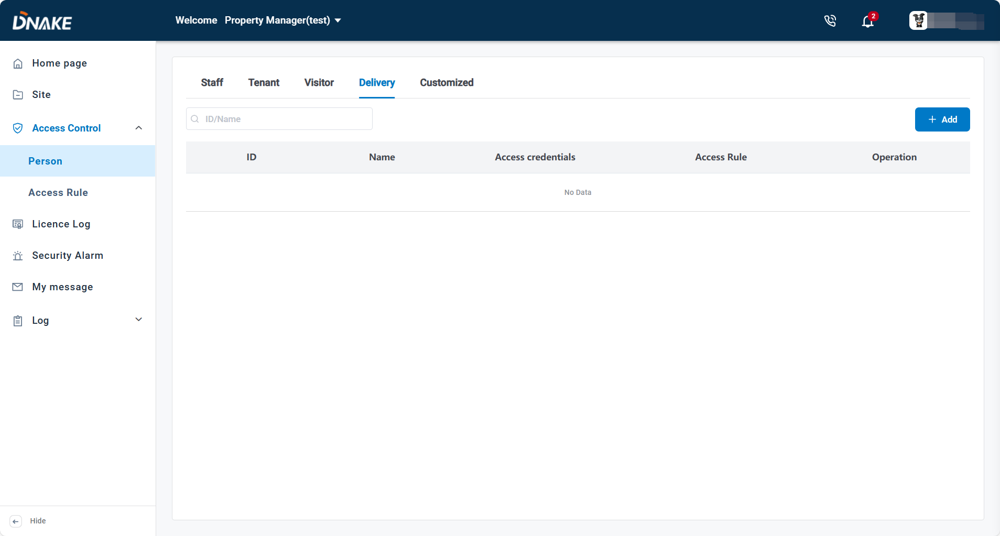 DNAKE
Welcome Property Manager(test)
2
Home page
Site
Access Control
Person
Access Rule
Licence Log
Security Alarm
My message
Log
Hide
Staff Tenant Visitor Delivery Customized
ID/Name
+ Add
ID Name Access credentials Access Rule Operation
No Data